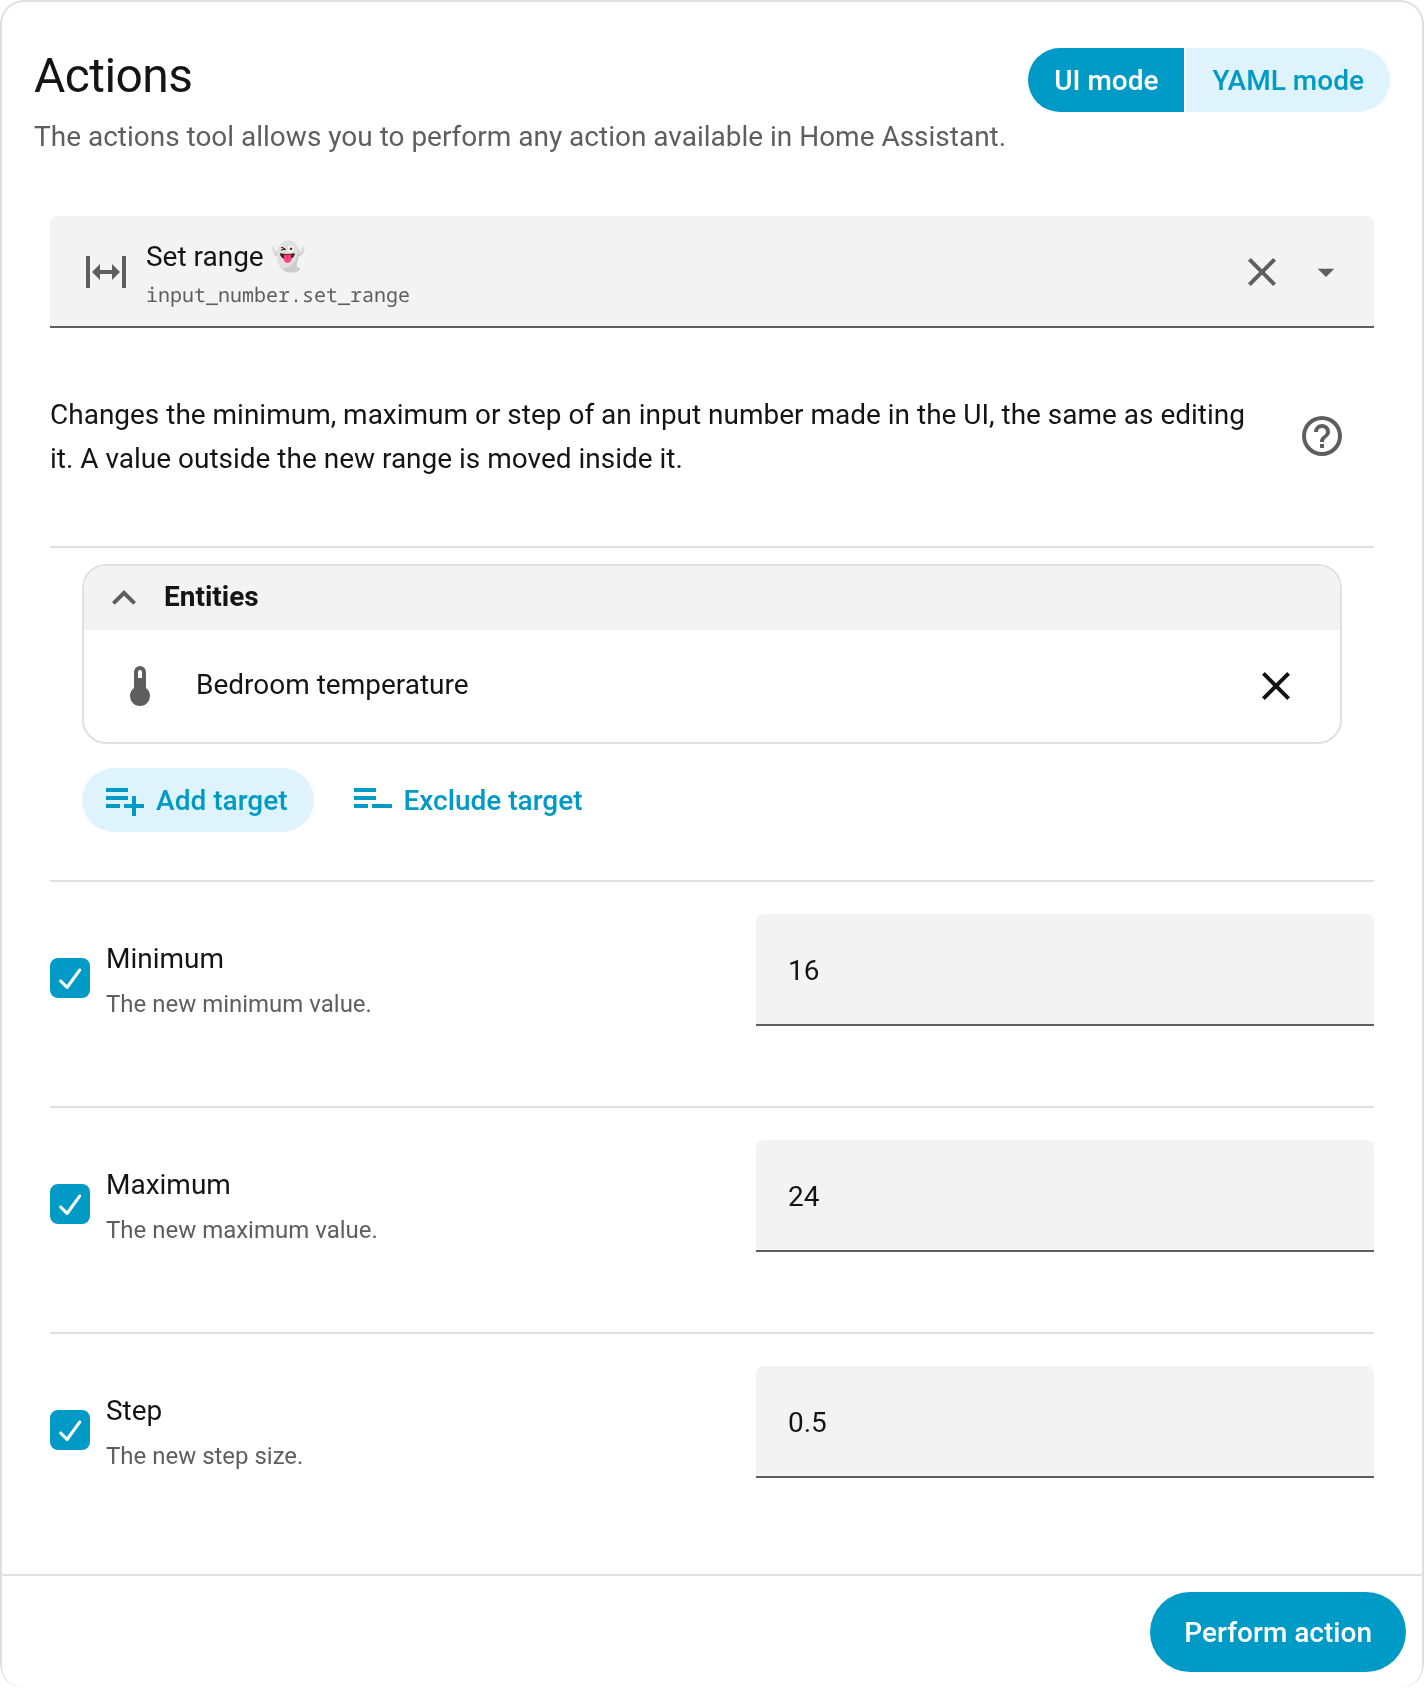 Actions
UI mode
YAML mode
The actions tool allows you to perform any action available in Home Assistant.
Set range 👻
input_number.set_range
Changes the minimum, maximum or step of an input number made in the UI, the same as editing
it. A value outside the new range is moved inside it.
Entities
Bedroom temperature
Add target
Exclude target
Minimum
The new minimum value.
16
Maximum
The new maximum value.
24
Step
The new step size.
0.5
Perform action